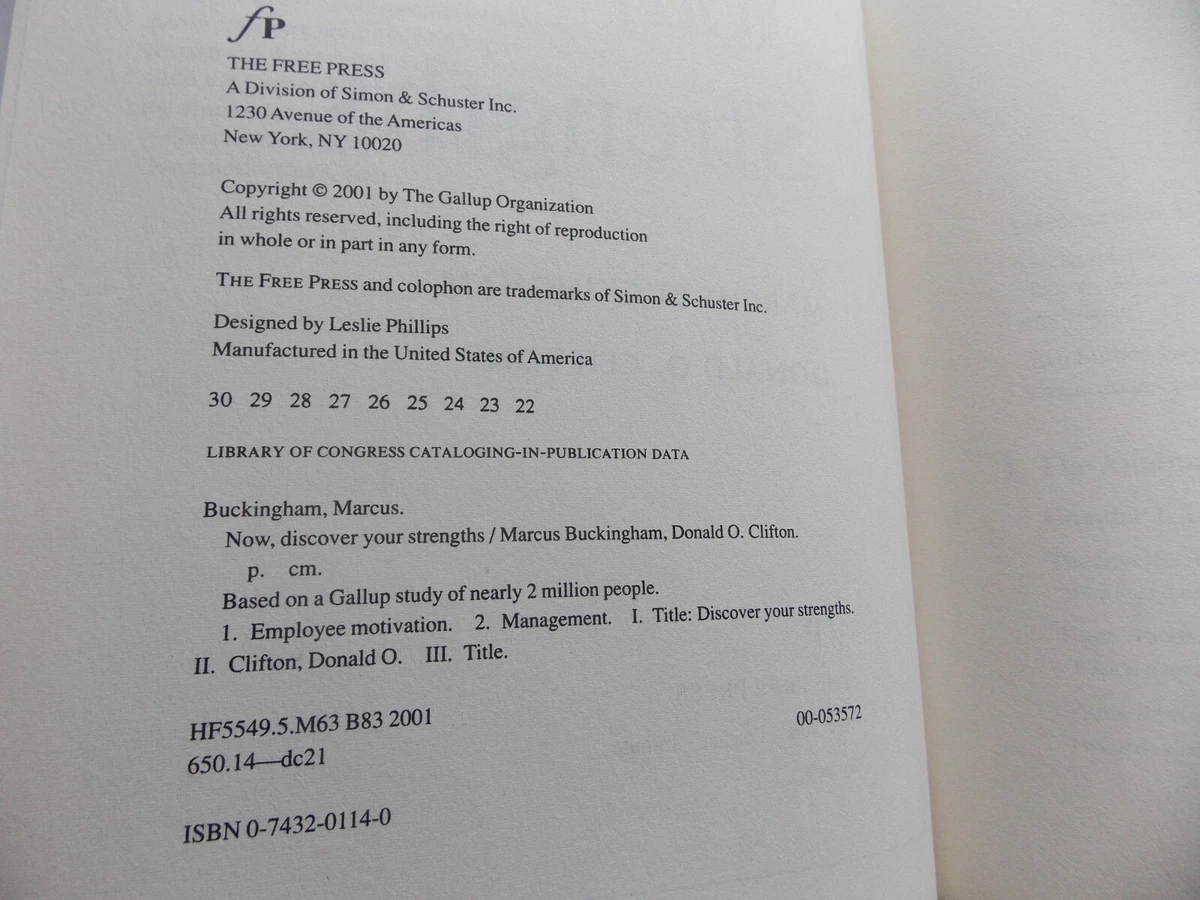 fP
THE FREE PRESS
A Division of Simon & Schuster Inc.
1230 Avenue of the Americas
New York, NY 10020
Copyright © 2001 by The Gallup Organization
All rights reserved, including the right of reproduction
in whole or in part in any form.
THE FREE PRESS and colophon are trademarks of Simon & Schuster Inc.
Designed by Leslie Phillips
Manufactured in the United States of America
30 29 28 27 26 25 24 23 22
LIBRARY OF CONGRESS CATALOGING-IN-PUBLICATION DATA
Buckingham, Marcus.
Now, discover your strengths / Marcus Buckingham, Donald O. Clifton.
p. cm.
Based on a Gallup study of nearly 2 million people.
1. Employee motivation. 2. Management. I. Title: Discover your strengths.
II. Clifton, Donald O. III. Title.
HF5549.5.M63 B83 2001
00-053572
650.14—dc21
ISBN 0-7432-0114-0